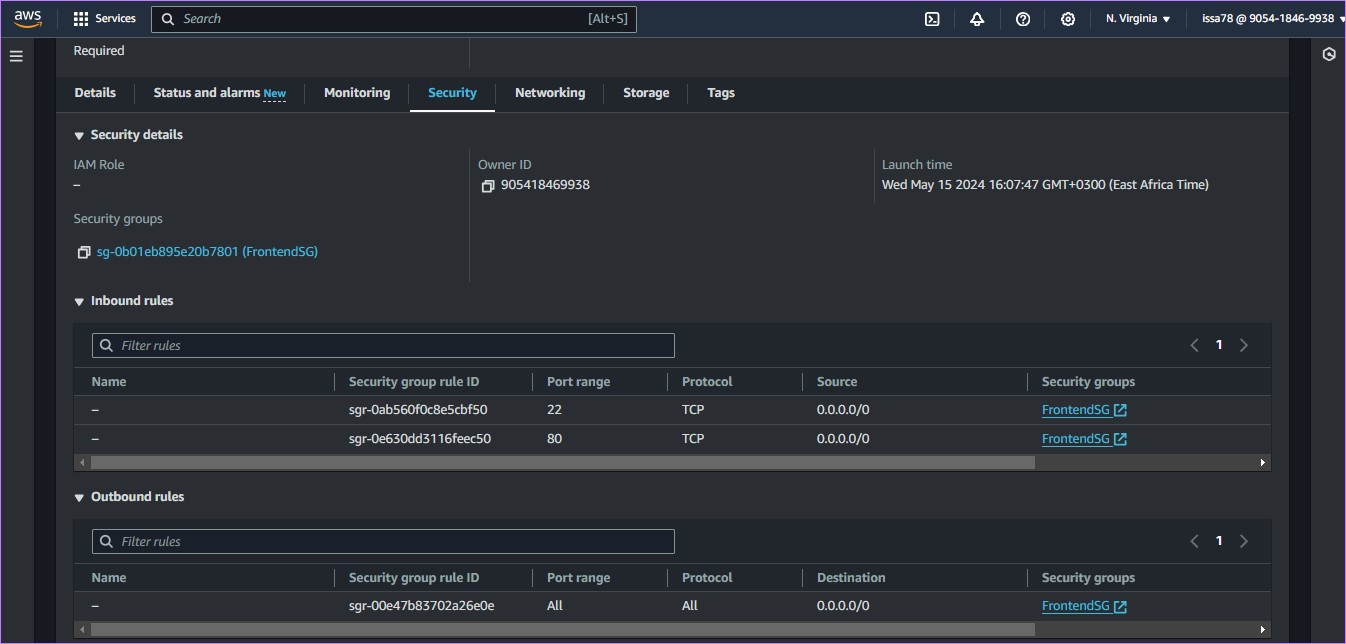 aws Services Search [Alt+S] N. Virginia issa78 @ 9054-1846-9938
Required
Details Status and alarms New Monitoring Security Networking Storage Tags
Security details
IAM Role Owner ID Launch time
– 905418469938 Wed May 15 2024 16:07:47 GMT+0300 (East Africa Time)
Security groups
sg-0b01eb895e20b7801 (FrontendSG)
Inbound rules
Filter rules 1
Name Security group rule ID Port range Protocol Source Security groups
– sgr-0ab560f0c8e5cbf50 22 TCP 0.0.0.0/0 FrontendSG
– sgr-0e630dd3116feec50 80 TCP 0.0.0.0/0 FrontendSG
Outbound rules
Filter rules 1
Name Security group rule ID Port range Protocol Destination Security groups
– sgr-00e47b83702a26e0e All All 0.0.0.0/0 FrontendSG